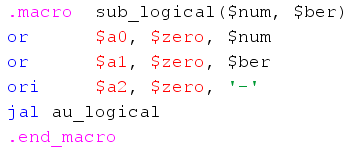 .macro sub_logical($num, $ber)
or $a0, $zero, $num
or $a1, $zero, $ber
ori $a2, $zero, '-'
jal au_logical
.end_macro